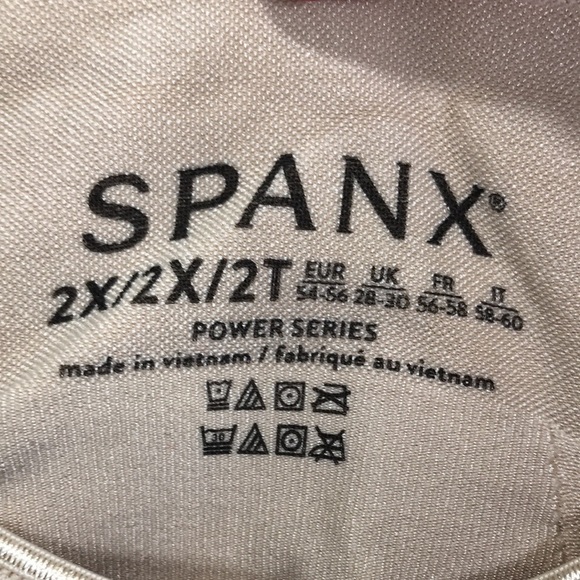 SPANX®
2X/2X/2T EUR 54-56 UK 28-30 FR 56-58 IT 58-60
POWER SERIES
made in vietnam / fabriqué au vietnam
30